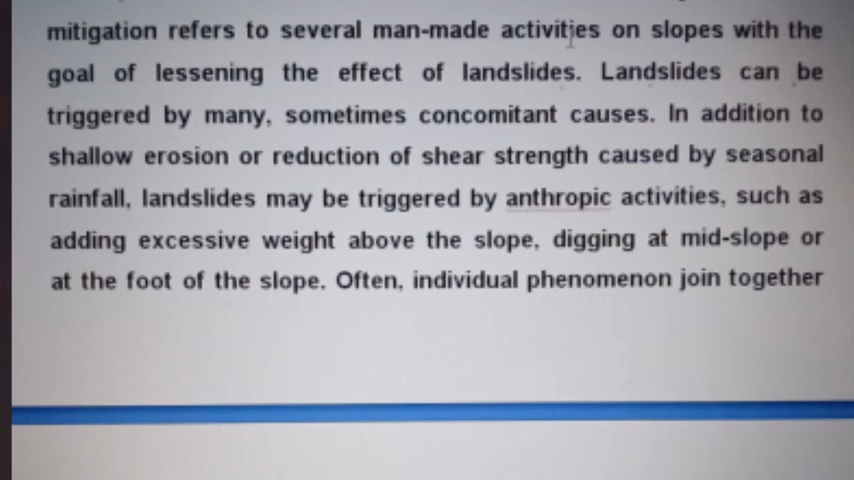 mitigation refers to several man-made activities on slopes with the
goal of lessening the effect of landslides. Landslides can be
triggered by many, sometimes concomitant causes. In addition to
shallow erosion or reduction of shear strength caused by seasonal
rainfall, landslides may be triggered by anthropic activities, such as
adding excessive weight above the slope, digging at mid-slope or
at the foot of the slope. Often, individual phenomenon join together